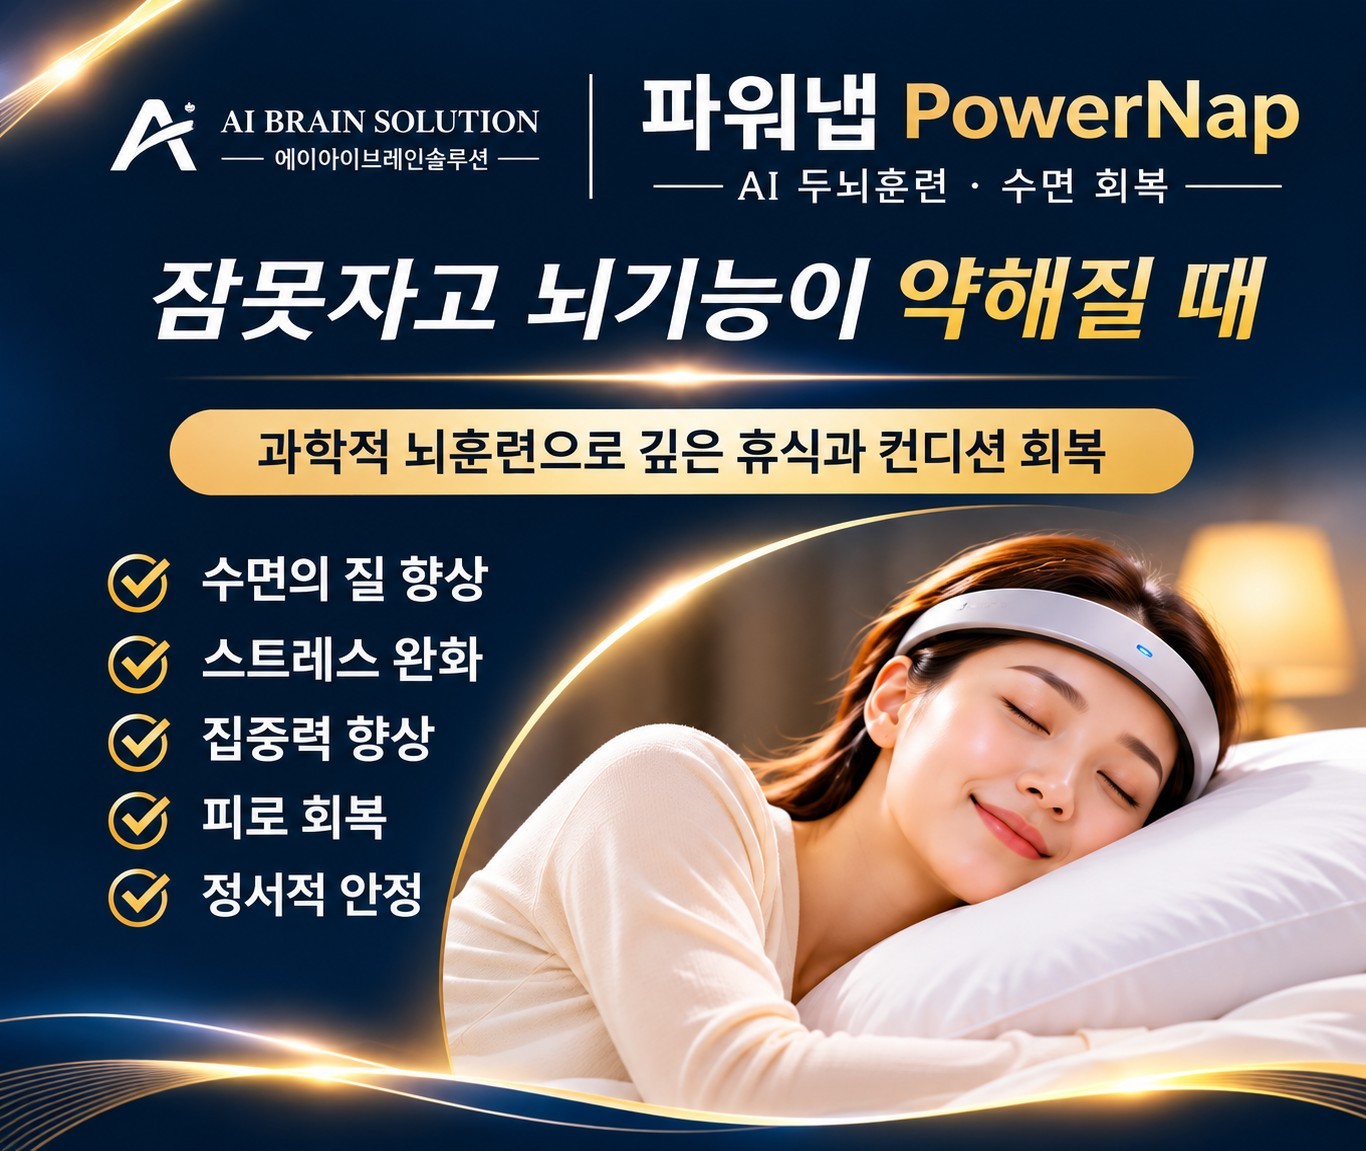 AI BRAIN SOLUTION
에이아이브레인솔루션
파워냅 PowerNap
AI 두뇌훈련 · 수면 회복
잠못자고 뇌기능이 약해질 때
과학적 뇌훈련으로 깊은 휴식과 컨디션 회복
수면의 질 향상
스트레스 완화
집중력 향상
피로 회복
정서적 안정